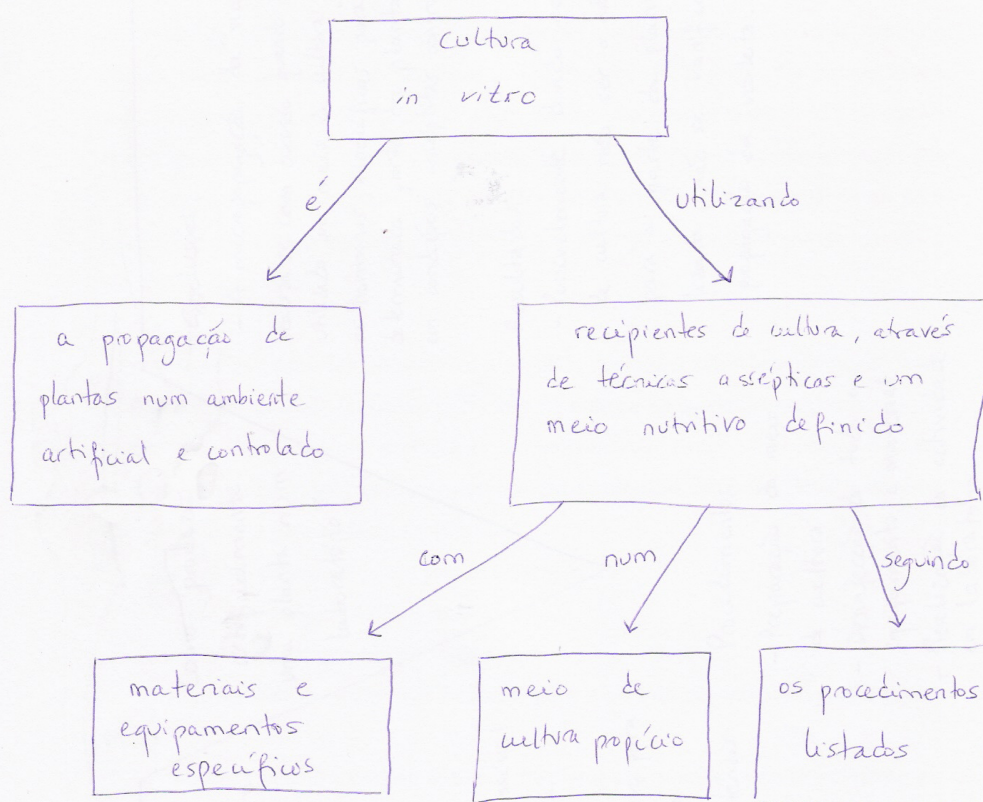 cultura
in vitro
é
utilizando
a propagação de
plantas num ambiente
artificial e controlado
recipientes de cultura, através
de técnicas assépticas e um
meio nutritivo definido
com
num
seguindo
materiais e
equipamentos
específicos
meio de
cultura propício
os procedimentos
listados